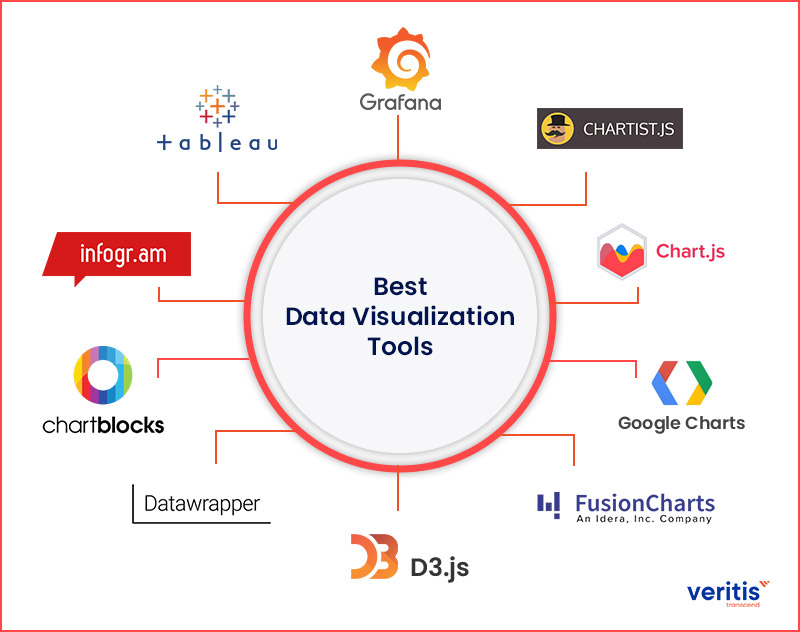 Grafana
tableau
CHARTIST.JS
infogr.am
Chart.js
Best
Data Visualization
Tools
chartblocks
Google Charts
Datawrapper
FusionCharts
An Idera, Inc. Company
D3.js
veritis
transcend